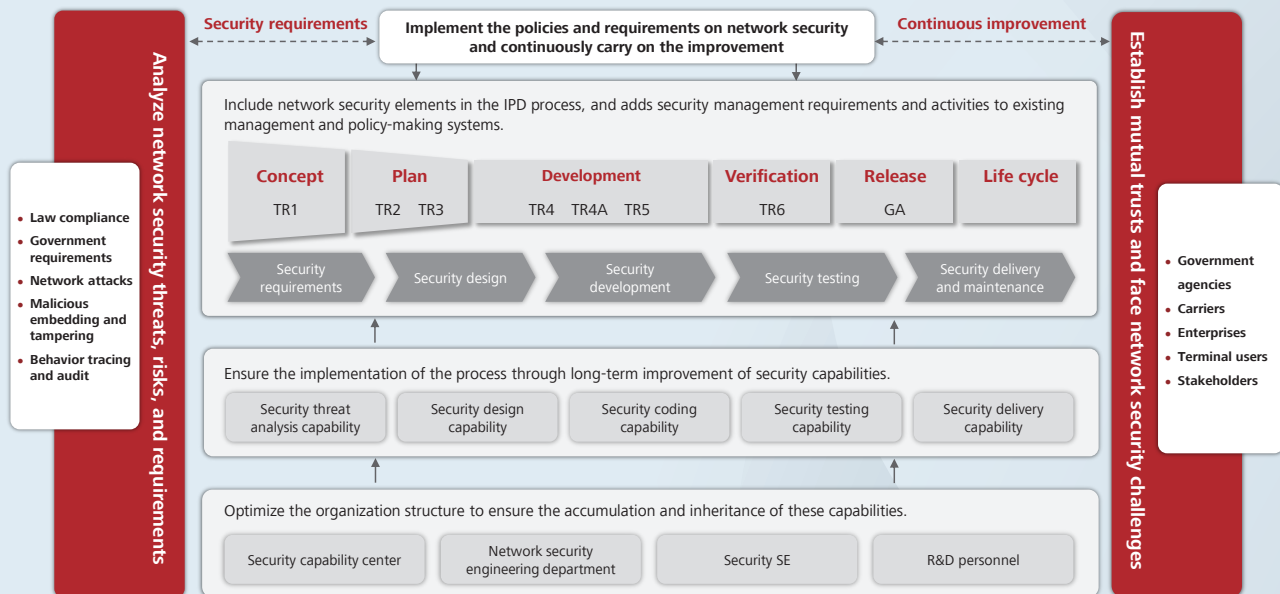 Security requirements
Implement the policies and requirements on network security
and continuously carry on the improvement
Continuous improvement
Analyze network security threats, risks, and requirements
• Law compliance
• Government
requirements
• Network attacks
• Malicious
embedding and
tampering
• Behavior tracing
and audit
Include network security elements in the IPD process, and adds security management requirements and activities to existing
management and policy-making systems.
Concept
TR1
Plan
TR2 TR3
Development
TR4 TR4A TR5
Verification
TR6
Release
GA
Life cycle
Security
requirements
Security design
Security
development
Security testing
Security delivery
and maintenance
Ensure the implementation of the process through long-term improvement of security capabilities.
Security threat
analysis capability
Security design
capability
Security coding
capability
Security testing
capability
Security delivery
capability
Optimize the organization structure to ensure the accumulation and inheritance of these capabilities.
Security capability center
Network security
engineering department
Security SE
R&D personnel
Establish mutual trusts and face network security challenges
• Government
agencies
• Carriers
• Enterprises
• Terminal users
• Stakeholders